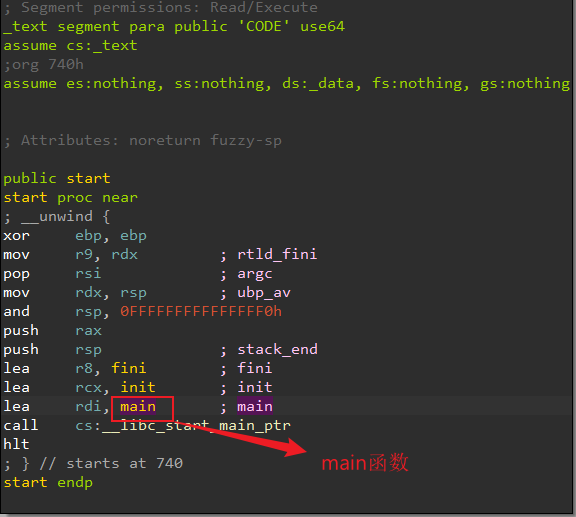 ; Segment permissions: Read/Execute
_text segment para public 'CODE' use64
assume cs:_text
;org 740h
assume es:nothing, ss:nothing, ds:_data, fs:nothing, gs:nothing
; Attributes: noreturn fuzzy-sp
public start
start proc near
; __unwind {
xor ebp, ebp
mov r9, rdx ; rtld_fini
pop rsi ; argc
mov rdx, rsp ; ubp_av
and rsp, 0FFFFFFFFFFFFFFF0h
push rax
push rsp ; stack_end
lea r8, fini ; fini
lea rcx, init ; init
lea rdi, main ; main
call cs:__libc_start_main_ptr
hlt
; } // starts at 740
start endp
main函数